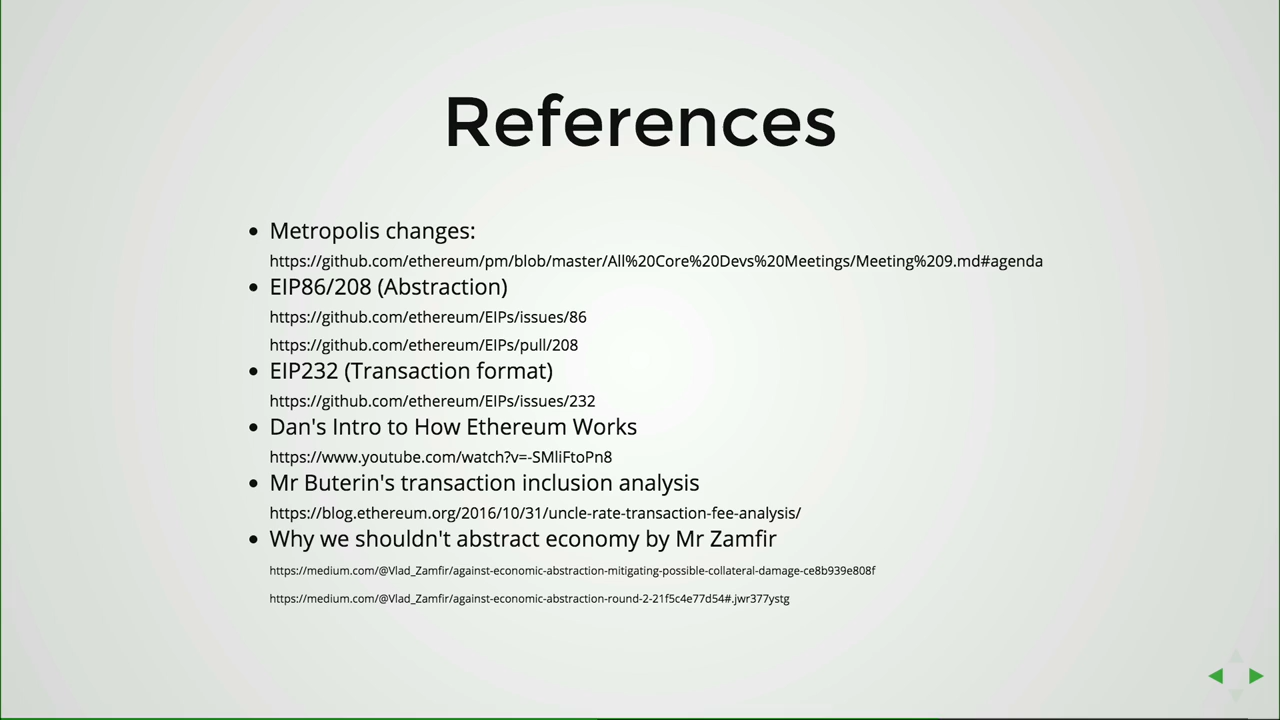 References
Metropolis changes:
https://github.com/ethereum/pm/blob/master/All%20Core%20Devs%20Meetings/Meeting%209.md#agenda
EIP86/208 (Abstraction)
https://github.com/ethereum/EIPs/issues/86
https://github.com/ethereum/EIPs/pull/208
EIP232 (Transaction format)
https://github.com/ethereum/EIPs/issues/232
Dan's Intro to How Ethereum Works
https://www.youtube.com/watch?v=-SMliFtoPn8
Mr Buterin's transaction inclusion analysis
https://blog.ethereum.org/2016/10/31/uncle-rate-transaction-fee-analysis/
Why we shouldn't abstract economy by Mr Zamfir
https://medium.com/@Vlad_Zamfir/against-economic-abstraction-mitigating-possible-collateral-damage-ce8b939e808f
https://medium.com/@Vlad_Zamfir/against-economic-abstraction-round-2-21f5c4e77d54#.jwr377ystg